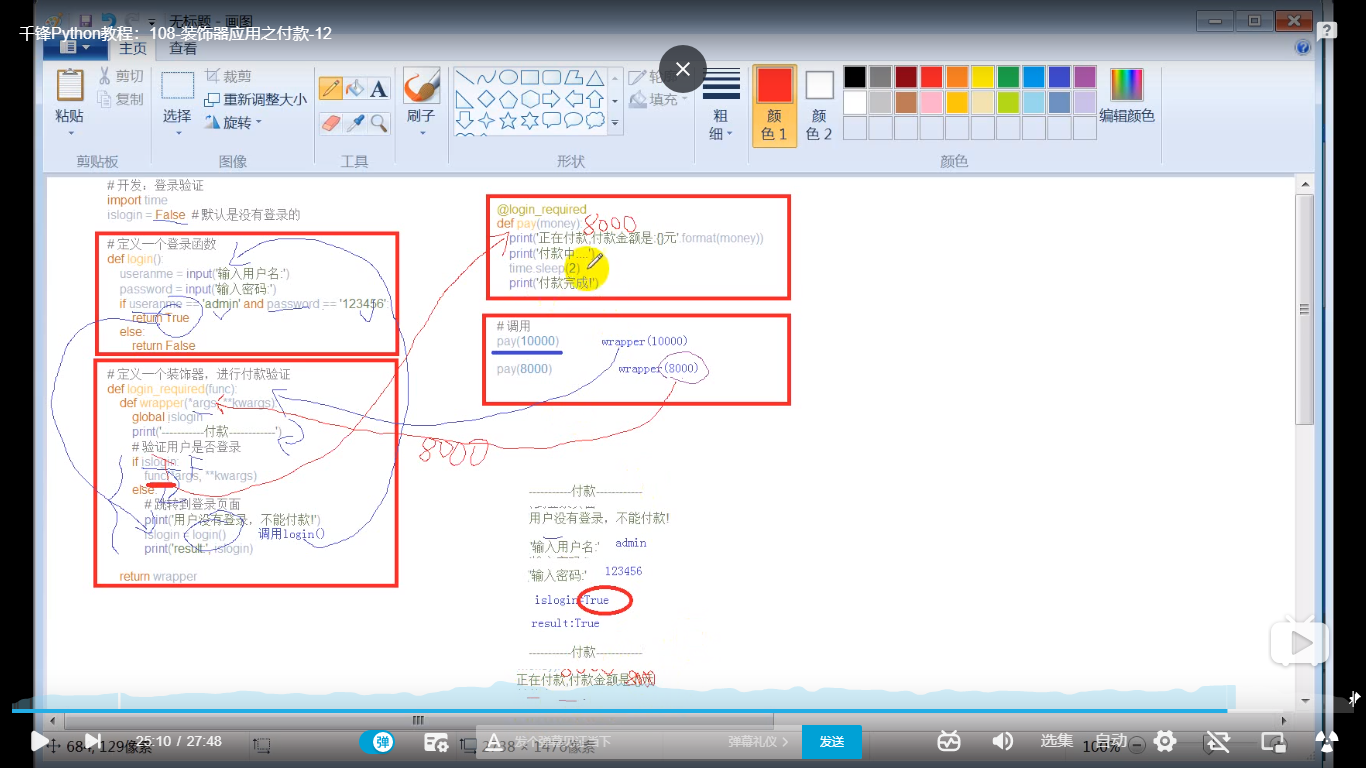 无标题 - 画图
千锋Python教程：108-装饰器应用之付款-12
主页 查看
粘贴
剪切
复制
剪贴板
选择
裁剪
重新调整大小
旋转
图像
A
工具
刷子
填充
形状
粗细
颜色 1
颜色 2
编辑颜色
颜色
# 开发：登录验证
import time
islogin = False # 默认是没有登录的
# 定义一个登录函数
def login():
useranme = input('输入用户名:')
password = input('输入密码:')
if useranme == 'admin' and password == '123456':
return True
else:
return False
# 定义一个装饰器，进行付款验证
def login_required(func):
def wrapper(*args, **kwargs):
global islogin
print('-----------付款------------')
# 验证用户是否登录
if islogin:
func(*args, **kwargs)
else:
# 跳转到登录页面
print('用户没有登录，不能付款!')
islogin = login() 调用login()
print('result:', islogin)
return wrapper
@login_required
def pay(money): 8000
print('正在付款,付款金额是:{}元'.format(money))
print('付款中....')
time.sleep(2)
print('付款完成!')
# 调用
pay(10000) wrapper(10000)
pay(8000) wrapper(8000)
8000
-----------付款------------
用户没有登录，不能付款!
'输入用户名:' admin
'输入密码:' 123456
islogin=True
result:True
-----------付款------------
正在付款,付款金额是
684, 129像素
25:10 / 27:48
弹
发个弹幕见证当下
弹幕礼仪 >
发送
选集
自动
100%